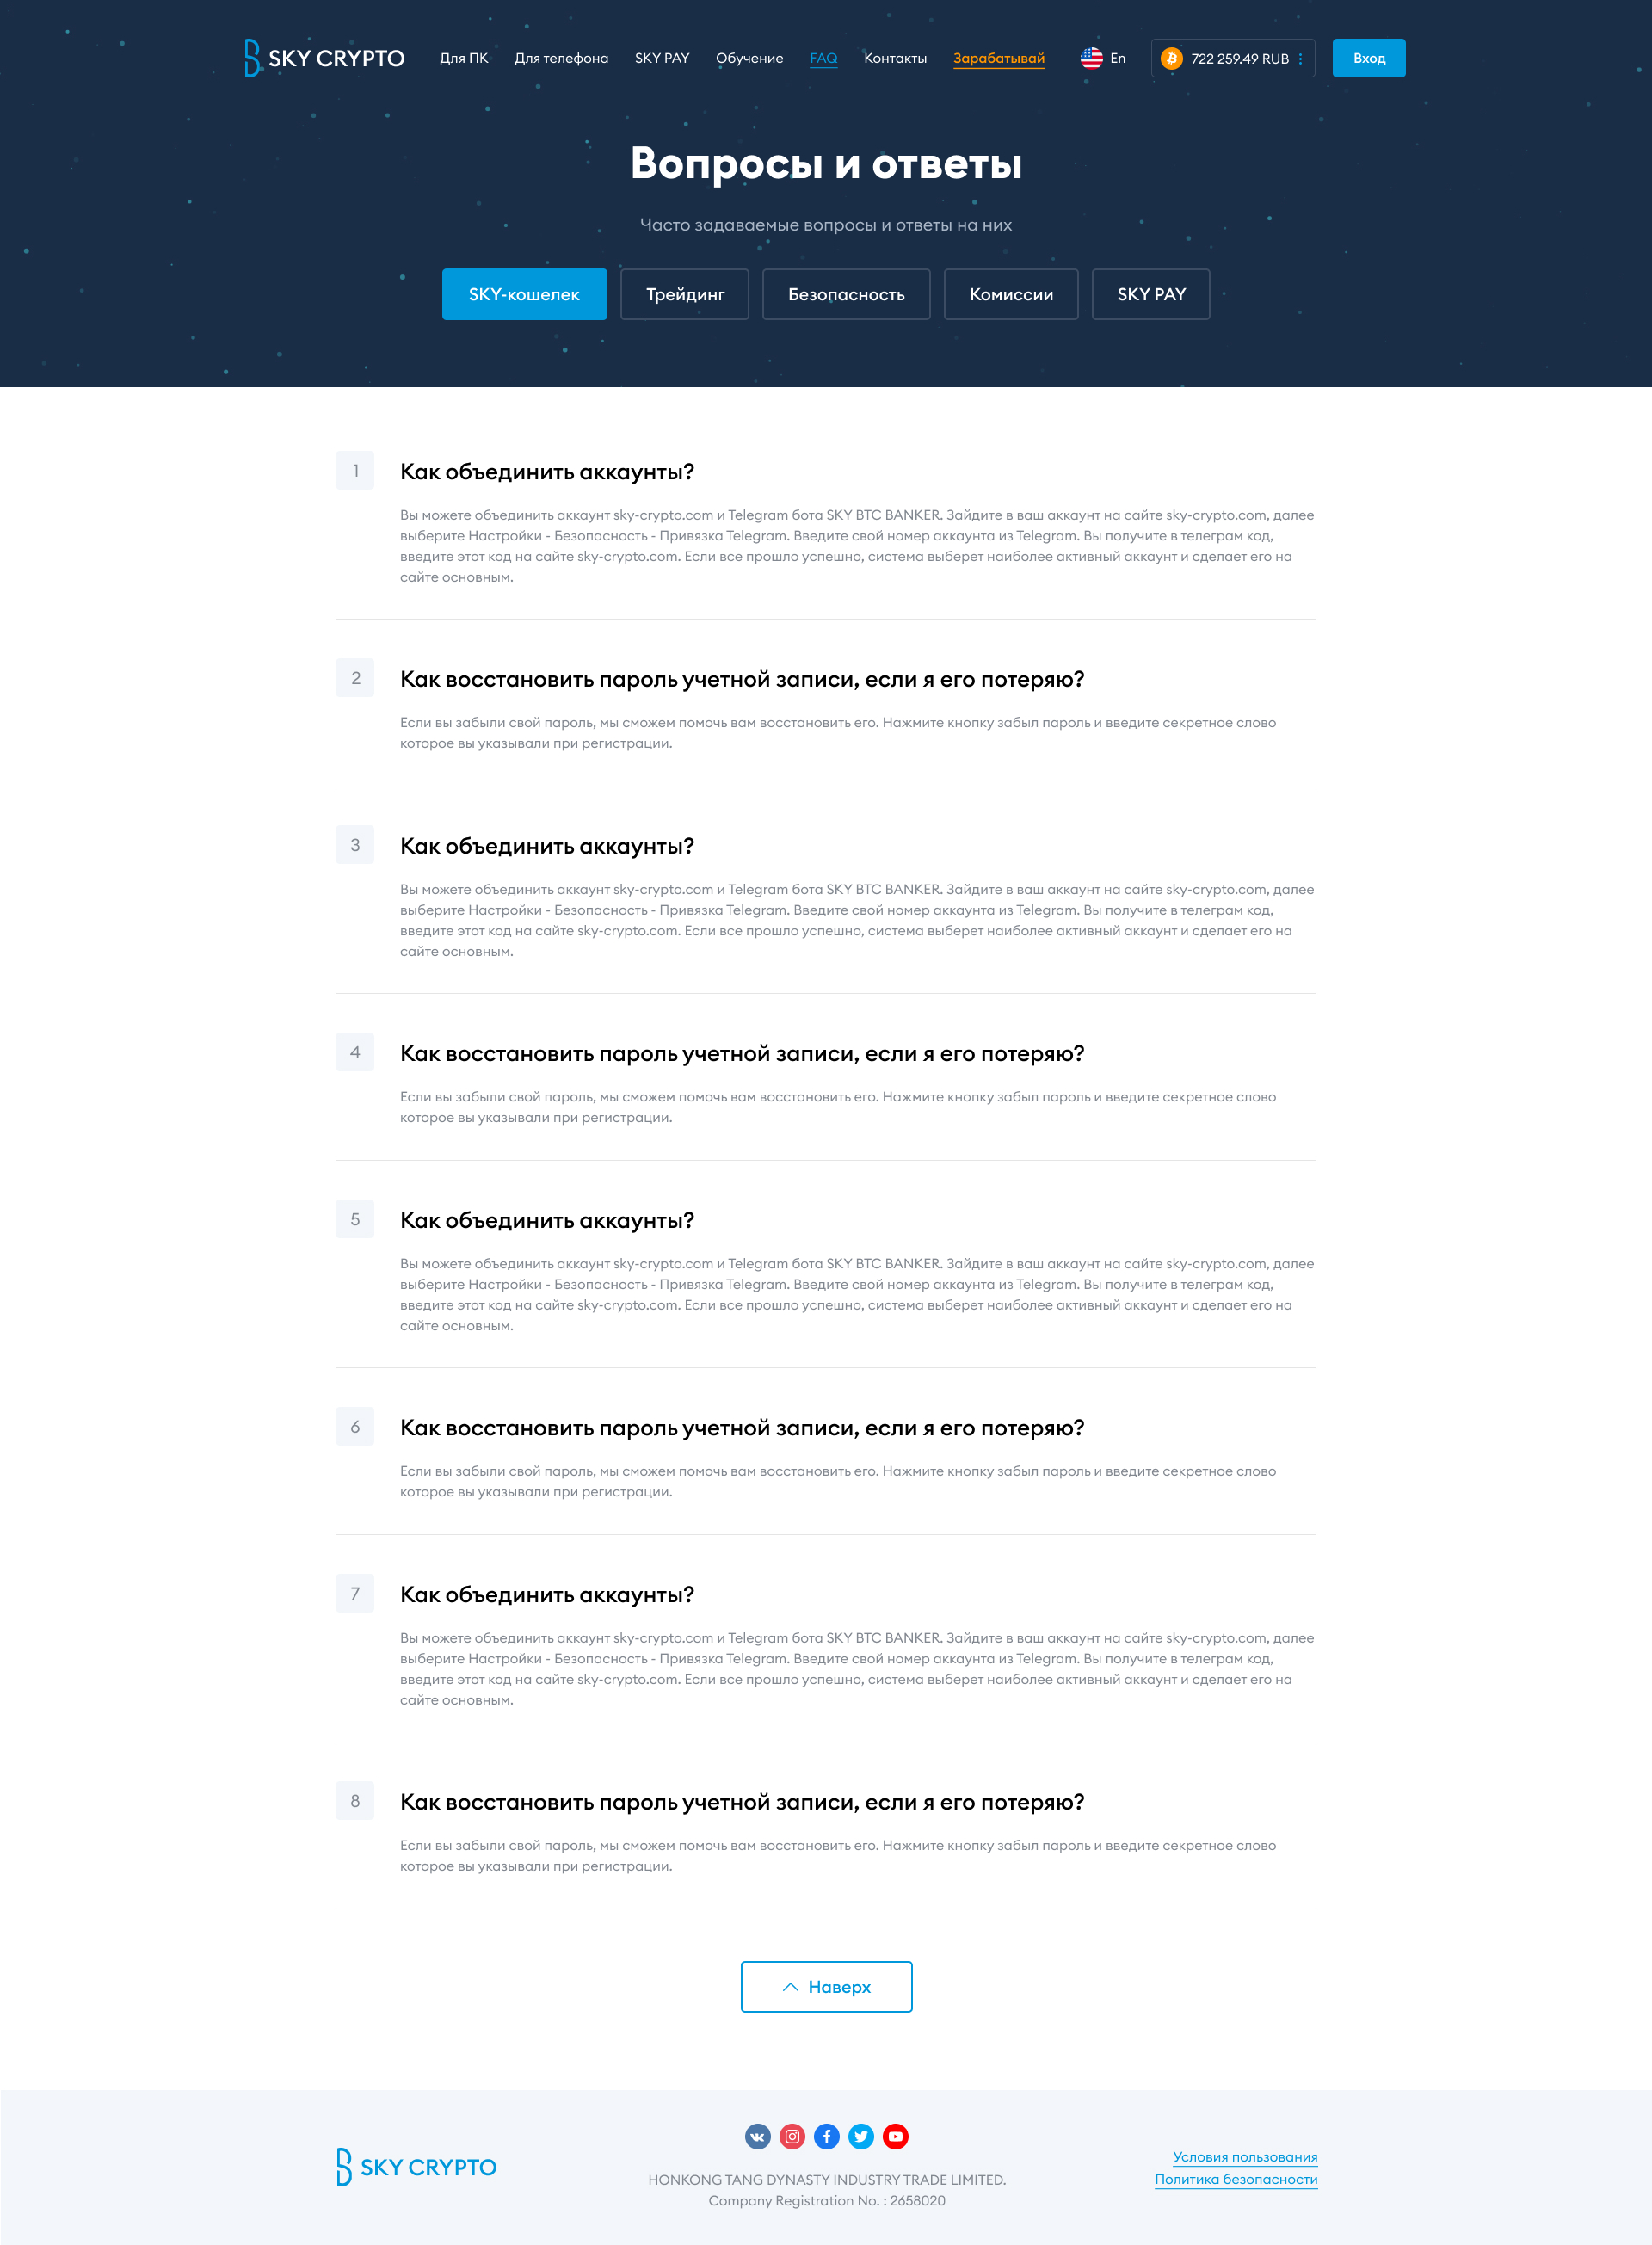 SKY CRYPTO Для ПК Для телефона SKY PAY Обучение FAQ Контакты Зарабатывай En 722 259.49 RUB Вход
Вопросы и ответы
Часто задаваемые вопросы и ответы на них
SKY-кошелек Трейдинг Безопасность Комиссии SKY PAY
1 Как объединить аккаунты?
Вы можете объединить аккаунт sky-crypto.com и Telegram бота SKY BTC BANKER. Зайдите в ваш аккаунт на сайте sky-crypto.com, далее
выберите Настройки - Безопасность - Привязка Telegram. Введите свой номер аккаунта из Telegram. Вы получите в телеграм код,
введите этот код на сайте sky-crypto.com. Если все прошло успешно, система выберет наиболее активный аккаунт и сделает его на
сайте основным.
2 Как восстановить пароль учетной записи, если я его потеряю?
Если вы забыли свой пароль, мы сможем помочь вам восстановить его. Нажмите кнопку забыл пароль и введите секретное слово
которое вы указывали при регистрации.
3 Как объединить аккаунты?
Вы можете объединить аккаунт sky-crypto.com и Telegram бота SKY BTC BANKER. Зайдите в ваш аккаунт на сайте sky-crypto.com, далее
выберите Настройки - Безопасность - Привязка Telegram. Введите свой номер аккаунта из Telegram. Вы получите в телеграм код,
введите этот код на сайте sky-crypto.com. Если все прошло успешно, система выберет наиболее активный аккаунт и сделает его на
сайте основным.
4 Как восстановить пароль учетной записи, если я его потеряю?
Если вы забыли свой пароль, мы сможем помочь вам восстановить его. Нажмите кнопку забыл пароль и введите секретное слово
которое вы указывали при регистрации.
5 Как объединить аккаунты?
Вы можете объединить аккаунт sky-crypto.com и Telegram бота SKY BTC BANKER. Зайдите в ваш аккаунт на сайте sky-crypto.com, далее
выберите Настройки - Безопасность - Привязка Telegram. Введите свой номер аккаунта из Telegram. Вы получите в телеграм код,
введите этот код на сайте sky-crypto.com. Если все прошло успешно, система выберет наиболее активный аккаунт и сделает его на
сайте основным.
6 Как восстановить пароль учетной записи, если я его потеряю?
Если вы забыли свой пароль, мы сможем помочь вам восстановить его. Нажмите кнопку забыл пароль и введите секретное слово
которое вы указывали при регистрации.
7 Как объединить аккаунты?
Вы можете объединить аккаунт sky-crypto.com и Telegram бота SKY BTC BANKER. Зайдите в ваш аккаунт на сайте sky-crypto.com, далее
выберите Настройки - Безопасность - Привязка Telegram. Введите свой номер аккаунта из Telegram. Вы получите в телеграм код,
введите этот код на сайте sky-crypto.com. Если все прошло успешно, система выберет наиболее активный аккаунт и сделает его на
сайте основным.
8 Как восстановить пароль учетной записи, если я его потеряю?
Если вы забыли свой пароль, мы сможем помочь вам восстановить его. Нажмите кнопку забыл пароль и введите секретное слово
которое вы указывали при регистрации.
Наверх
SKY CRYPTO
HONKONG TANG DYNASTY INDUSTRY TRADE LIMITED.
Company Registration No. : 2658020
Условия пользования
Политика безопасности